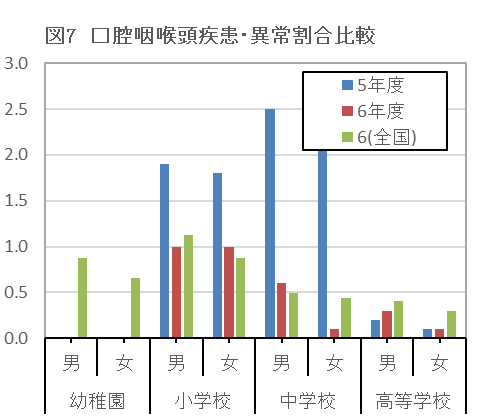 図7 口腔咽喉頭疾患･異常割合比較
3.0
5年度
6年度
6(全国)
2.5
2.0
1.5
1.0
0.5
0.0
男 女 男 女 男 女 男 女
幼稚園 小学校 中学校 高等学校